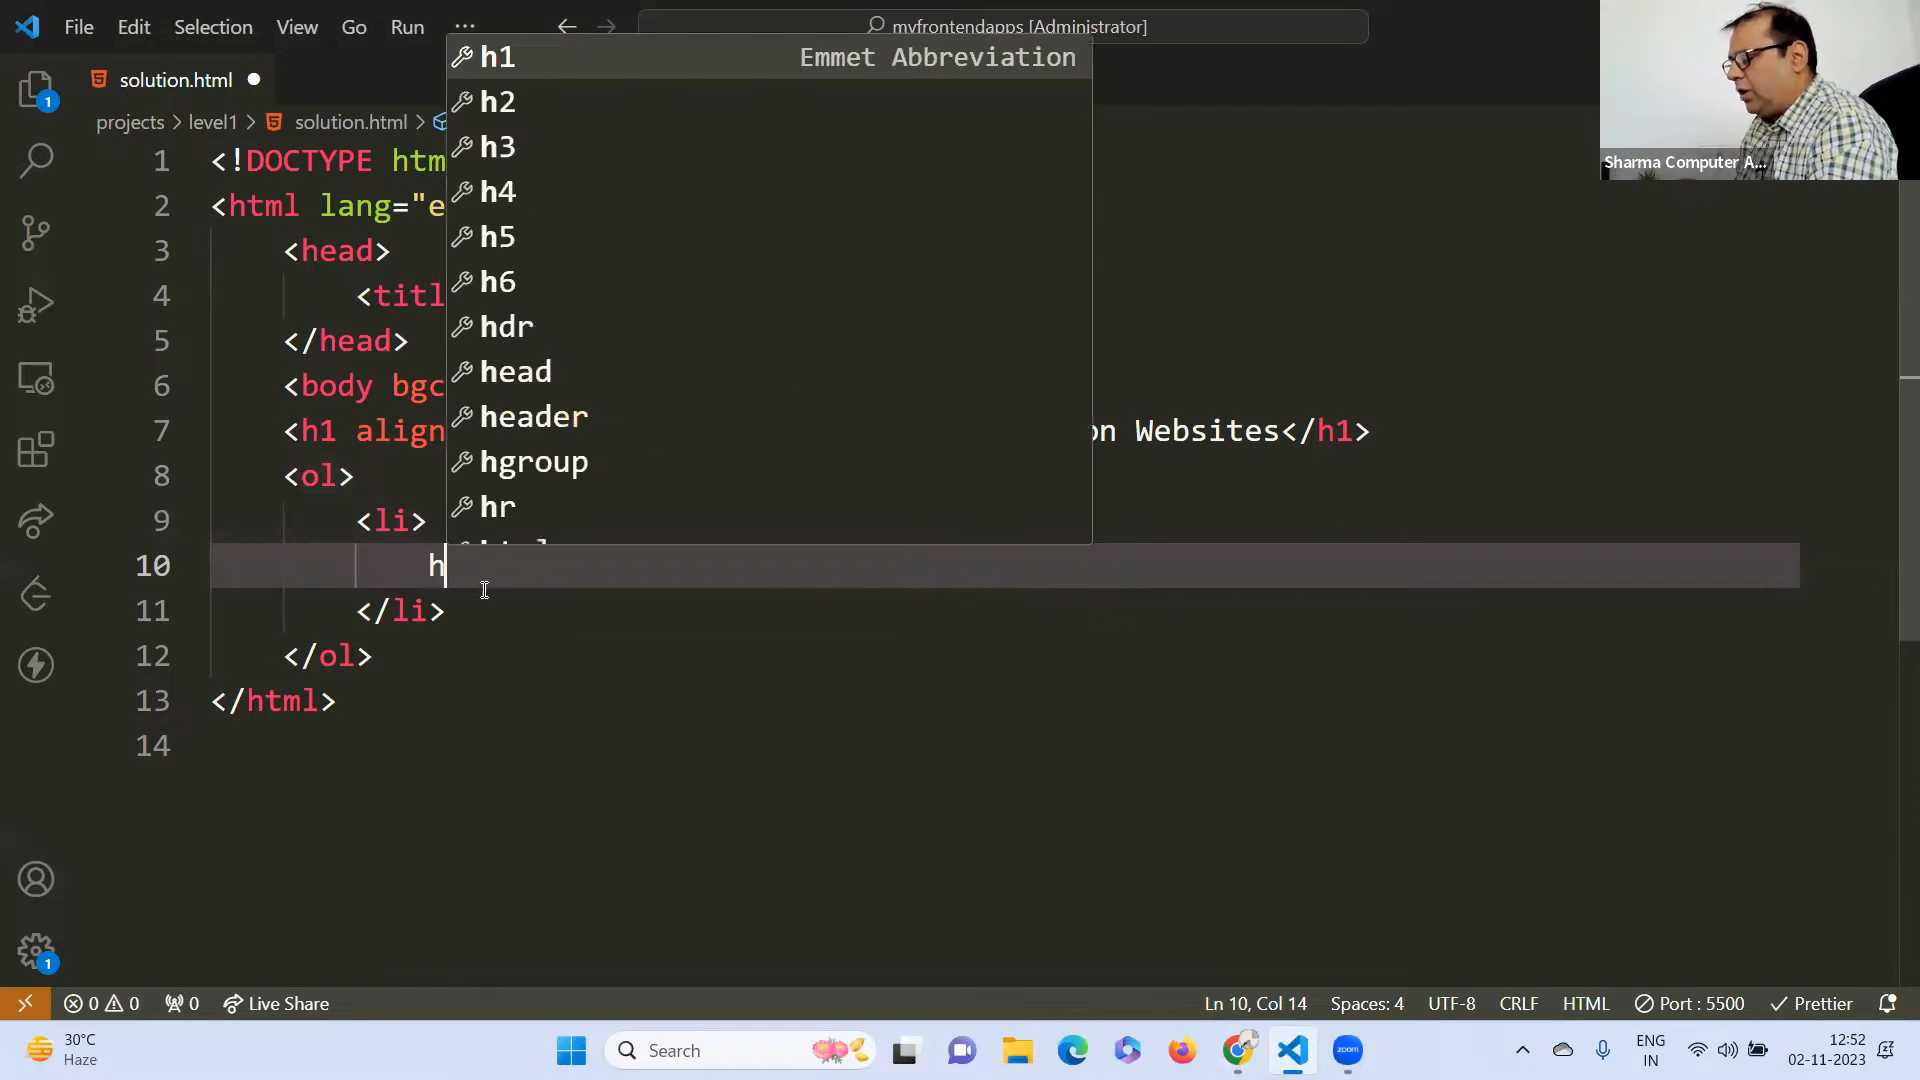 File Edit Selection View Go Run ···
myfrontendapps [Administrator]
solution.html
projects > level1 > solution.html >
h1 Emmet Abbreviation
h2
h3
h4
h5
h6
hdr
head
header
hgroup
hr
1 <!DOCTYPE htm
2 <html lang="e
3 <head>
4 <titl
5 </head>
6 <body bgc
7 <h1 align on Websites</h1>
8 <ol>
9 <li>
10 h
11 </li>
12 </ol>
13 </html>
14
Sharma Computer A...
1
1
0 0 0 Live Share
Ln 10, Col 14 Spaces: 4 UTF-8 CRLF HTML Port : 5500 Prettier
30°C
Haze
Search
zoom
ENG
IN
12:52
02-11-2023